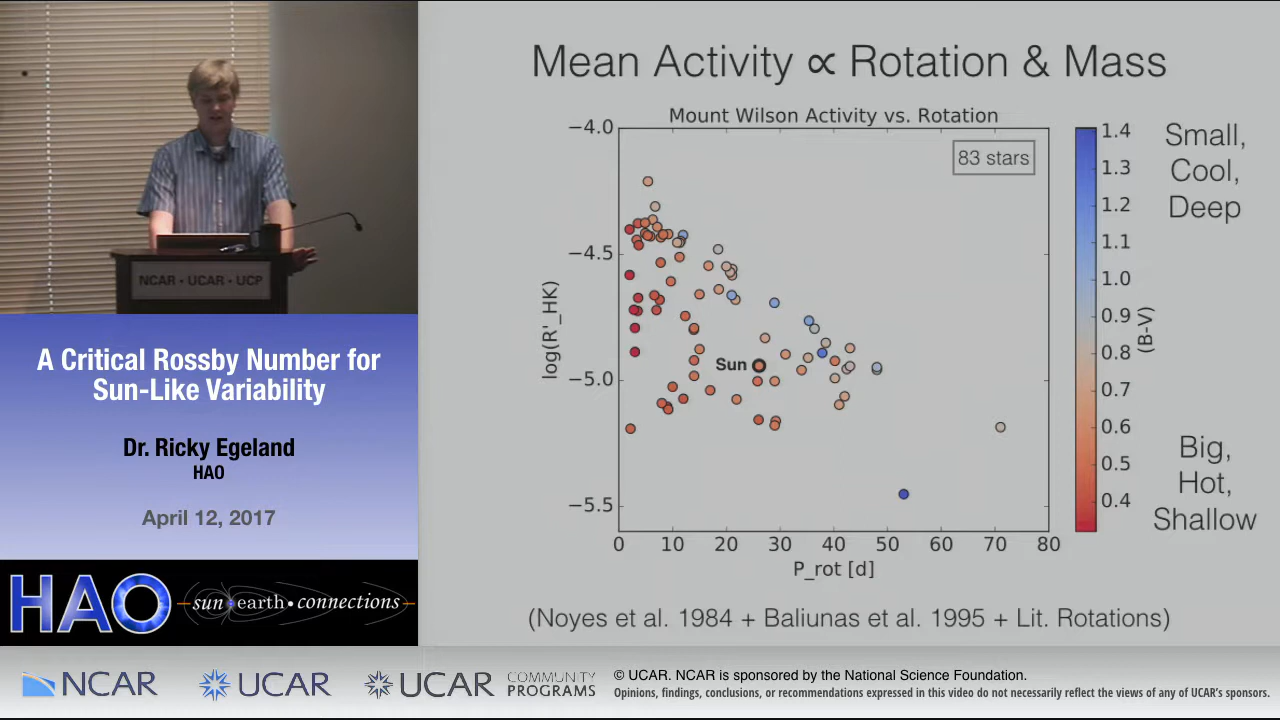 Mean Activity ∝ Rotation & Mass
Mount Wilson Activity vs. Rotation
83 stars
Sun
−4.0
−4.5
−5.0
−5.5
log(R'_HK)
0 10 20 30 40 50 60 70 80
P_rot [d]
1.4
1.3
1.2
1.1
1.0
0.9
0.8
0.7
0.6
0.5
0.4
(B-V)
Small,
Cool,
Deep
Big,
Hot,
Shallow
(Noyes et al. 1984 + Baliunas et al. 1995 + Lit. Rotations)
NCAR • UCAR • UCP
A Critical Rossby Number for
Sun-Like Variability
Dr. Ricky Egeland
HAO
April 12, 2017
HAO
sun earth • connections
NCAR
UCAR
UCAR
COMMUNITY
PROGRAMS
© UCAR. NCAR is sponsored by the National Science Foundation.
Opinions, findings, conclusions, or recommendations expressed in this video do not necessarily reflect the views of any of UCAR's sponsors.